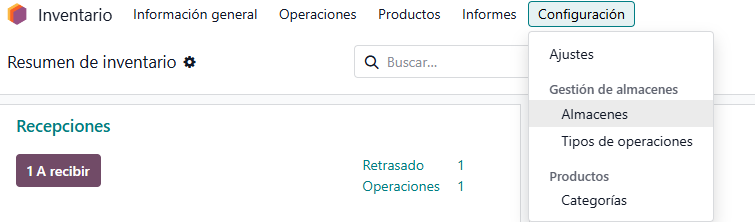 Inventario Información general Operaciones Productos Informes Configuración
Resumen de inventario Buscar...
Ajustes
Gestión de almacenes
Almacenes
Tipos de operaciones
Productos
Categorías
Recepciones
1 A recibir
Retrasado 1
Operaciones 1